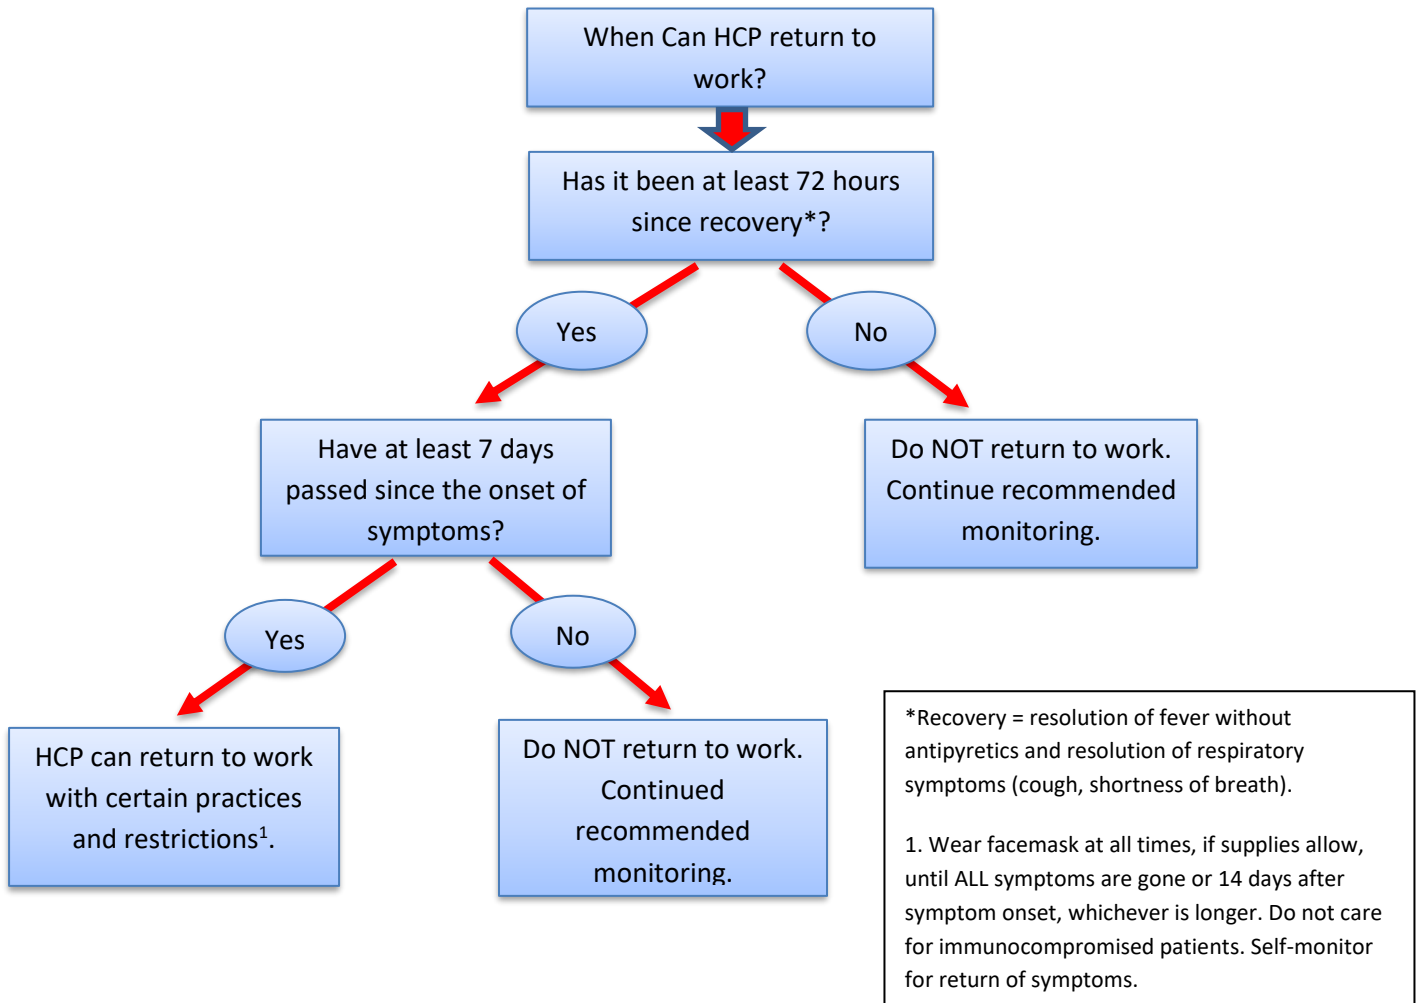 When Can HCP return to
work?
Has it been at least 72 hours
since recovery*?
Yes
No
Have at least 7 days
passed since the onset of
symptoms?
Do NOT return to work.
Continue recommended
monitoring.
Yes
No
HCP can return to work
with certain practices
and restrictions¹.
Do NOT return to work.
Continued
recommended
monitoring.
*Recovery = resolution of fever without
antipyretics and resolution of respiratory
symptoms (cough, shortness of breath).
1. Wear facemask at all times, if supplies allow,
until ALL symptoms are gone or 14 days after
symptom onset, whichever is longer. Do not care
for immunocompromised patients. Self-monitor
for return of symptoms.